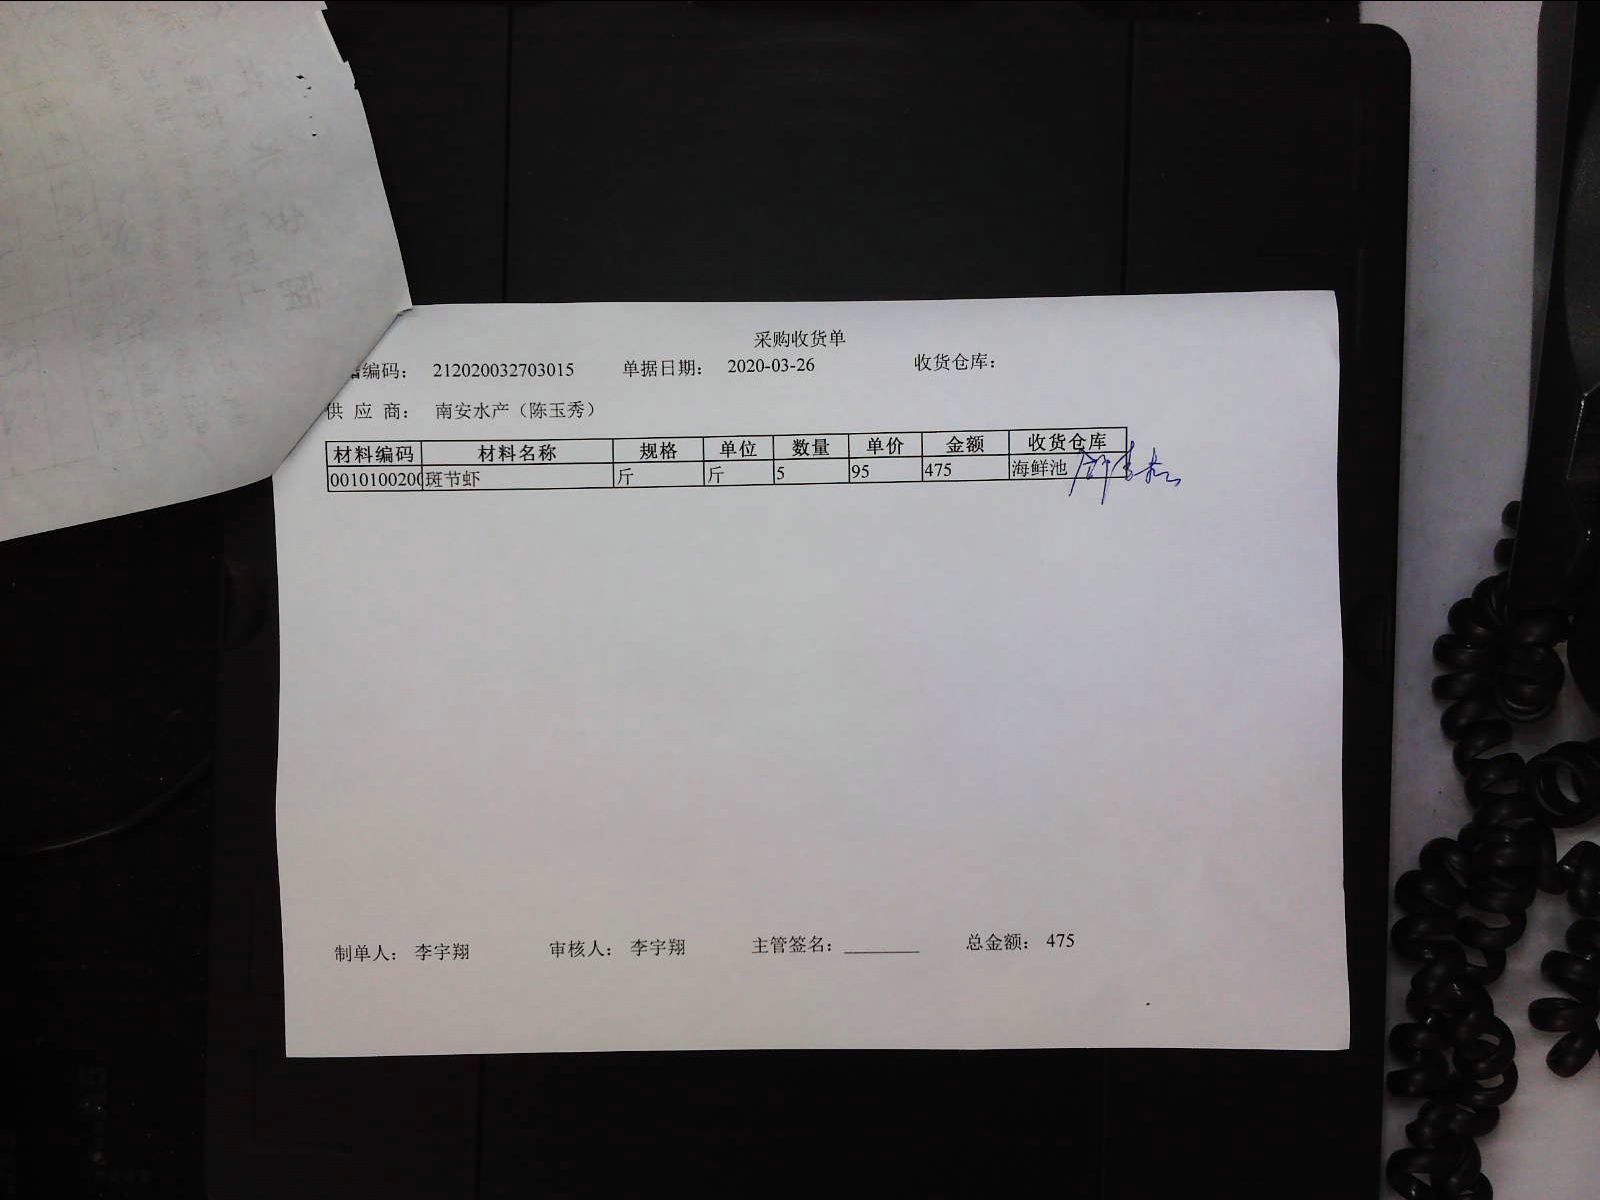 采购收货单
编码: 212020032703015 单据日期: 2020-03-26 收货仓库:
供 应 商: 南安水产（陈玉秀）
材料编码 材料名称 规格 单位 数量 单价 金额 收货仓库
0010100200 斑节虾 斤 斤 5 95 475 海鲜池
制单人: 李宇翔 审核人: 李宇翔 主管签名: ________ 总金额: 475